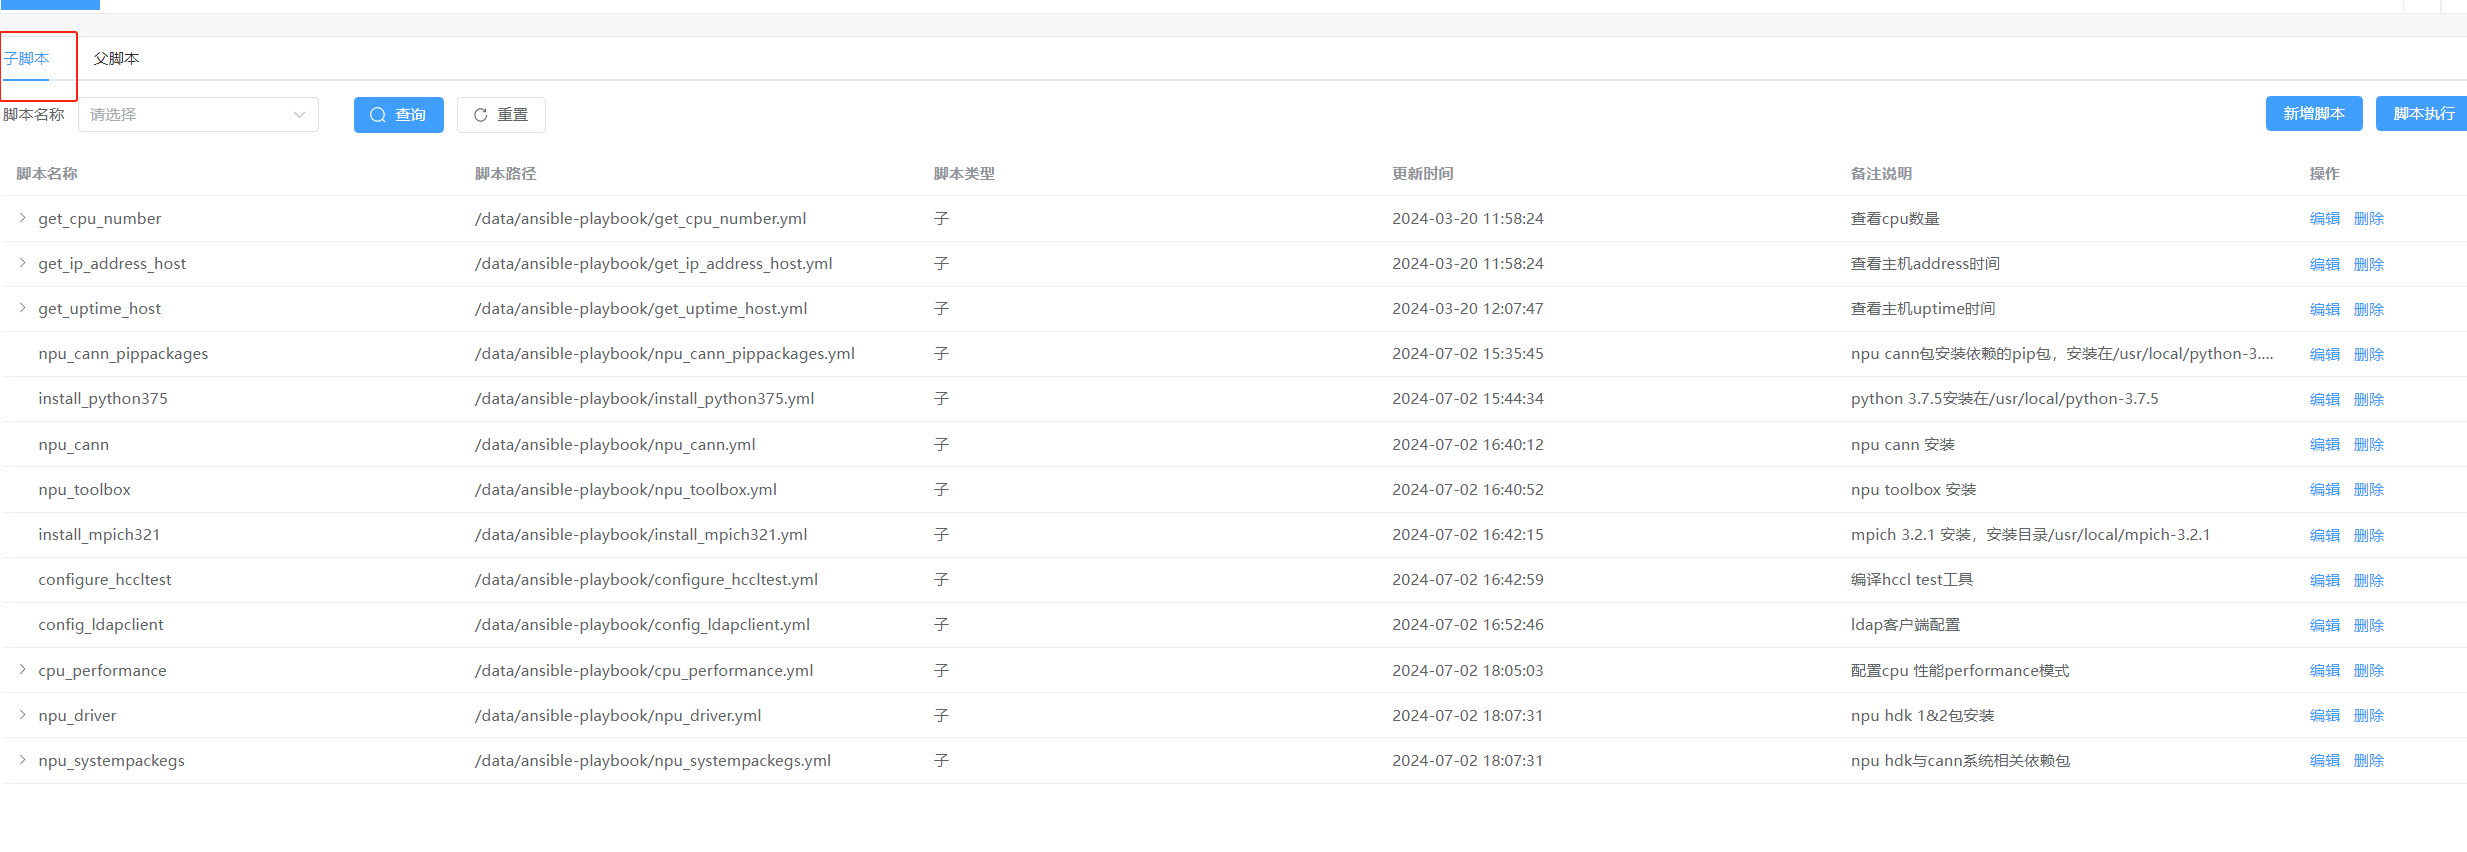 子脚本 父脚本
脚本名称 请选择 查询 重置 新增脚本 脚本执行
脚本名称 脚本路径 脚本类型 更新时间 备注说明 操作
get_cpu_number /data/ansible-playbook/get_cpu_number.yml 子 2024-03-20 11:58:24 查看cpu数量 编辑 删除
get_ip_address_host /data/ansible-playbook/get_ip_address_host.yml 子 2024-03-20 11:58:24 查看主机address时间 编辑 删除
get_uptime_host /data/ansible-playbook/get_uptime_host.yml 子 2024-03-20 12:07:47 查看主机uptime时间 编辑 删除
npu_cann_pippackages /data/ansible-playbook/npu_cann_pippackages.yml 子 2024-07-02 15:35:45 npu cann包安装依赖的pip包，安装在/usr/local/python-3.... 编辑 删除
install_python375 /data/ansible-playbook/install_python375.yml 子 2024-07-02 15:44:34 python 3.7.5安装在/usr/local/python-3.7.5 编辑 删除
npu_cann /data/ansible-playbook/npu_cann.yml 子 2024-07-02 16:40:12 npu cann 安装 编辑 删除
npu_toolbox /data/ansible-playbook/npu_toolbox.yml 子 2024-07-02 16:40:52 npu toolbox 安装 编辑 删除
install_mpich321 /data/ansible-playbook/install_mpich321.yml 子 2024-07-02 16:42:15 mpich 3.2.1 安装，安装目录/usr/local/mpich-3.2.1 编辑 删除
configure_hccltest /data/ansible-playbook/configure_hccltest.yml 子 2024-07-02 16:42:59 编译hccl test工具 编辑 删除
config_ldapclient /data/ansible-playbook/config_ldapclient.yml 子 2024-07-02 16:52:46 ldap客户端配置 编辑 删除
cpu_performance /data/ansible-playbook/cpu_performance.yml 子 2024-07-02 18:05:03 配置cpu 性能performance模式 编辑 删除
npu_driver /data/ansible-playbook/npu_driver.yml 子 2024-07-02 18:07:31 npu hdk 1&2包安装 编辑 删除
npu_systempackegs /data/ansible-playbook/npu_systempackegs.yml 子 2024-07-02 18:07:31 npu hdk与cann系统相关依赖包 编辑 删除